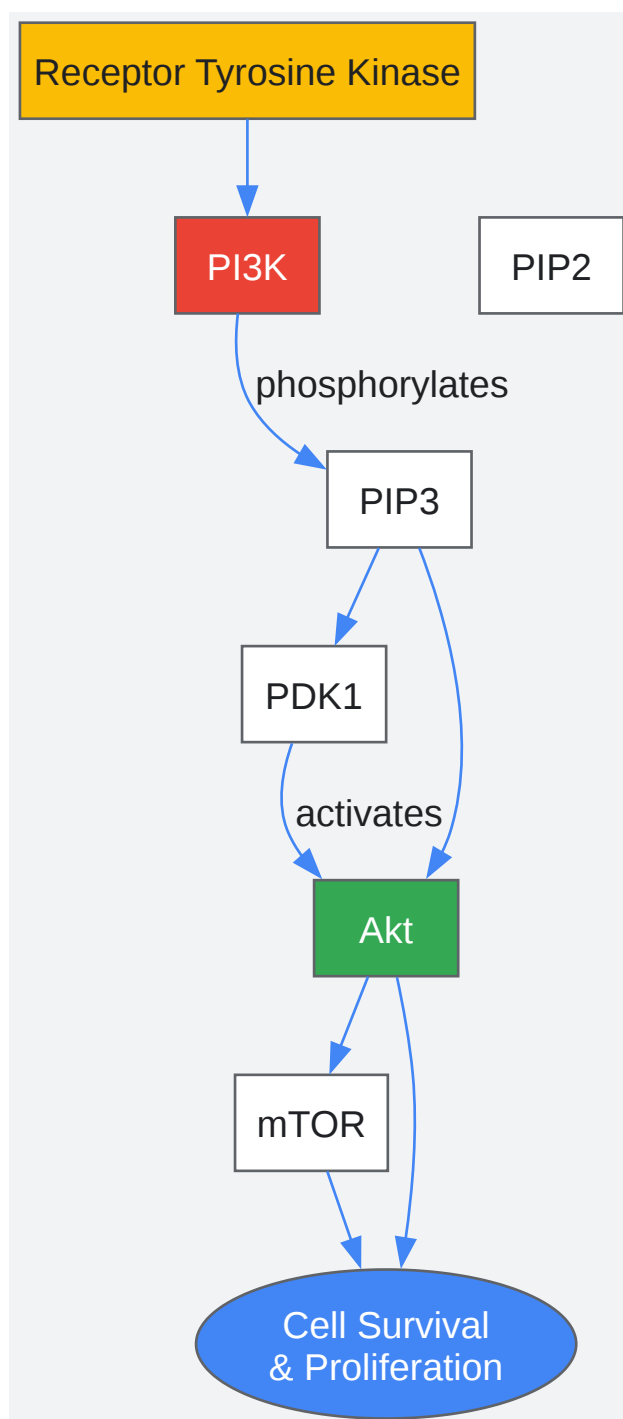 Receptor Tyrosine Kinase
PI3K
PIP2
phosphorylates
PIP3
PDK1
activates
Akt
mTOR
Cell Survival
& Proliferation